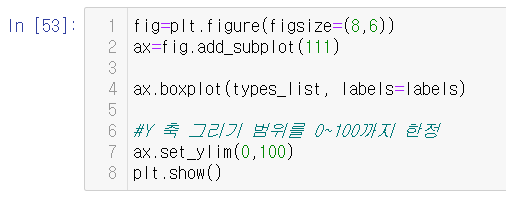 In [53]:
1 fig=plt.figure(figsize=(8,6))
2 ax=fig.add_subplot(111)
3
4 ax.boxplot(types_list, labels=labels)
5
6 #Y 축 그리기 범위를 0~100까지 한정
7 ax.set_ylim(0,100)
8 plt.show()